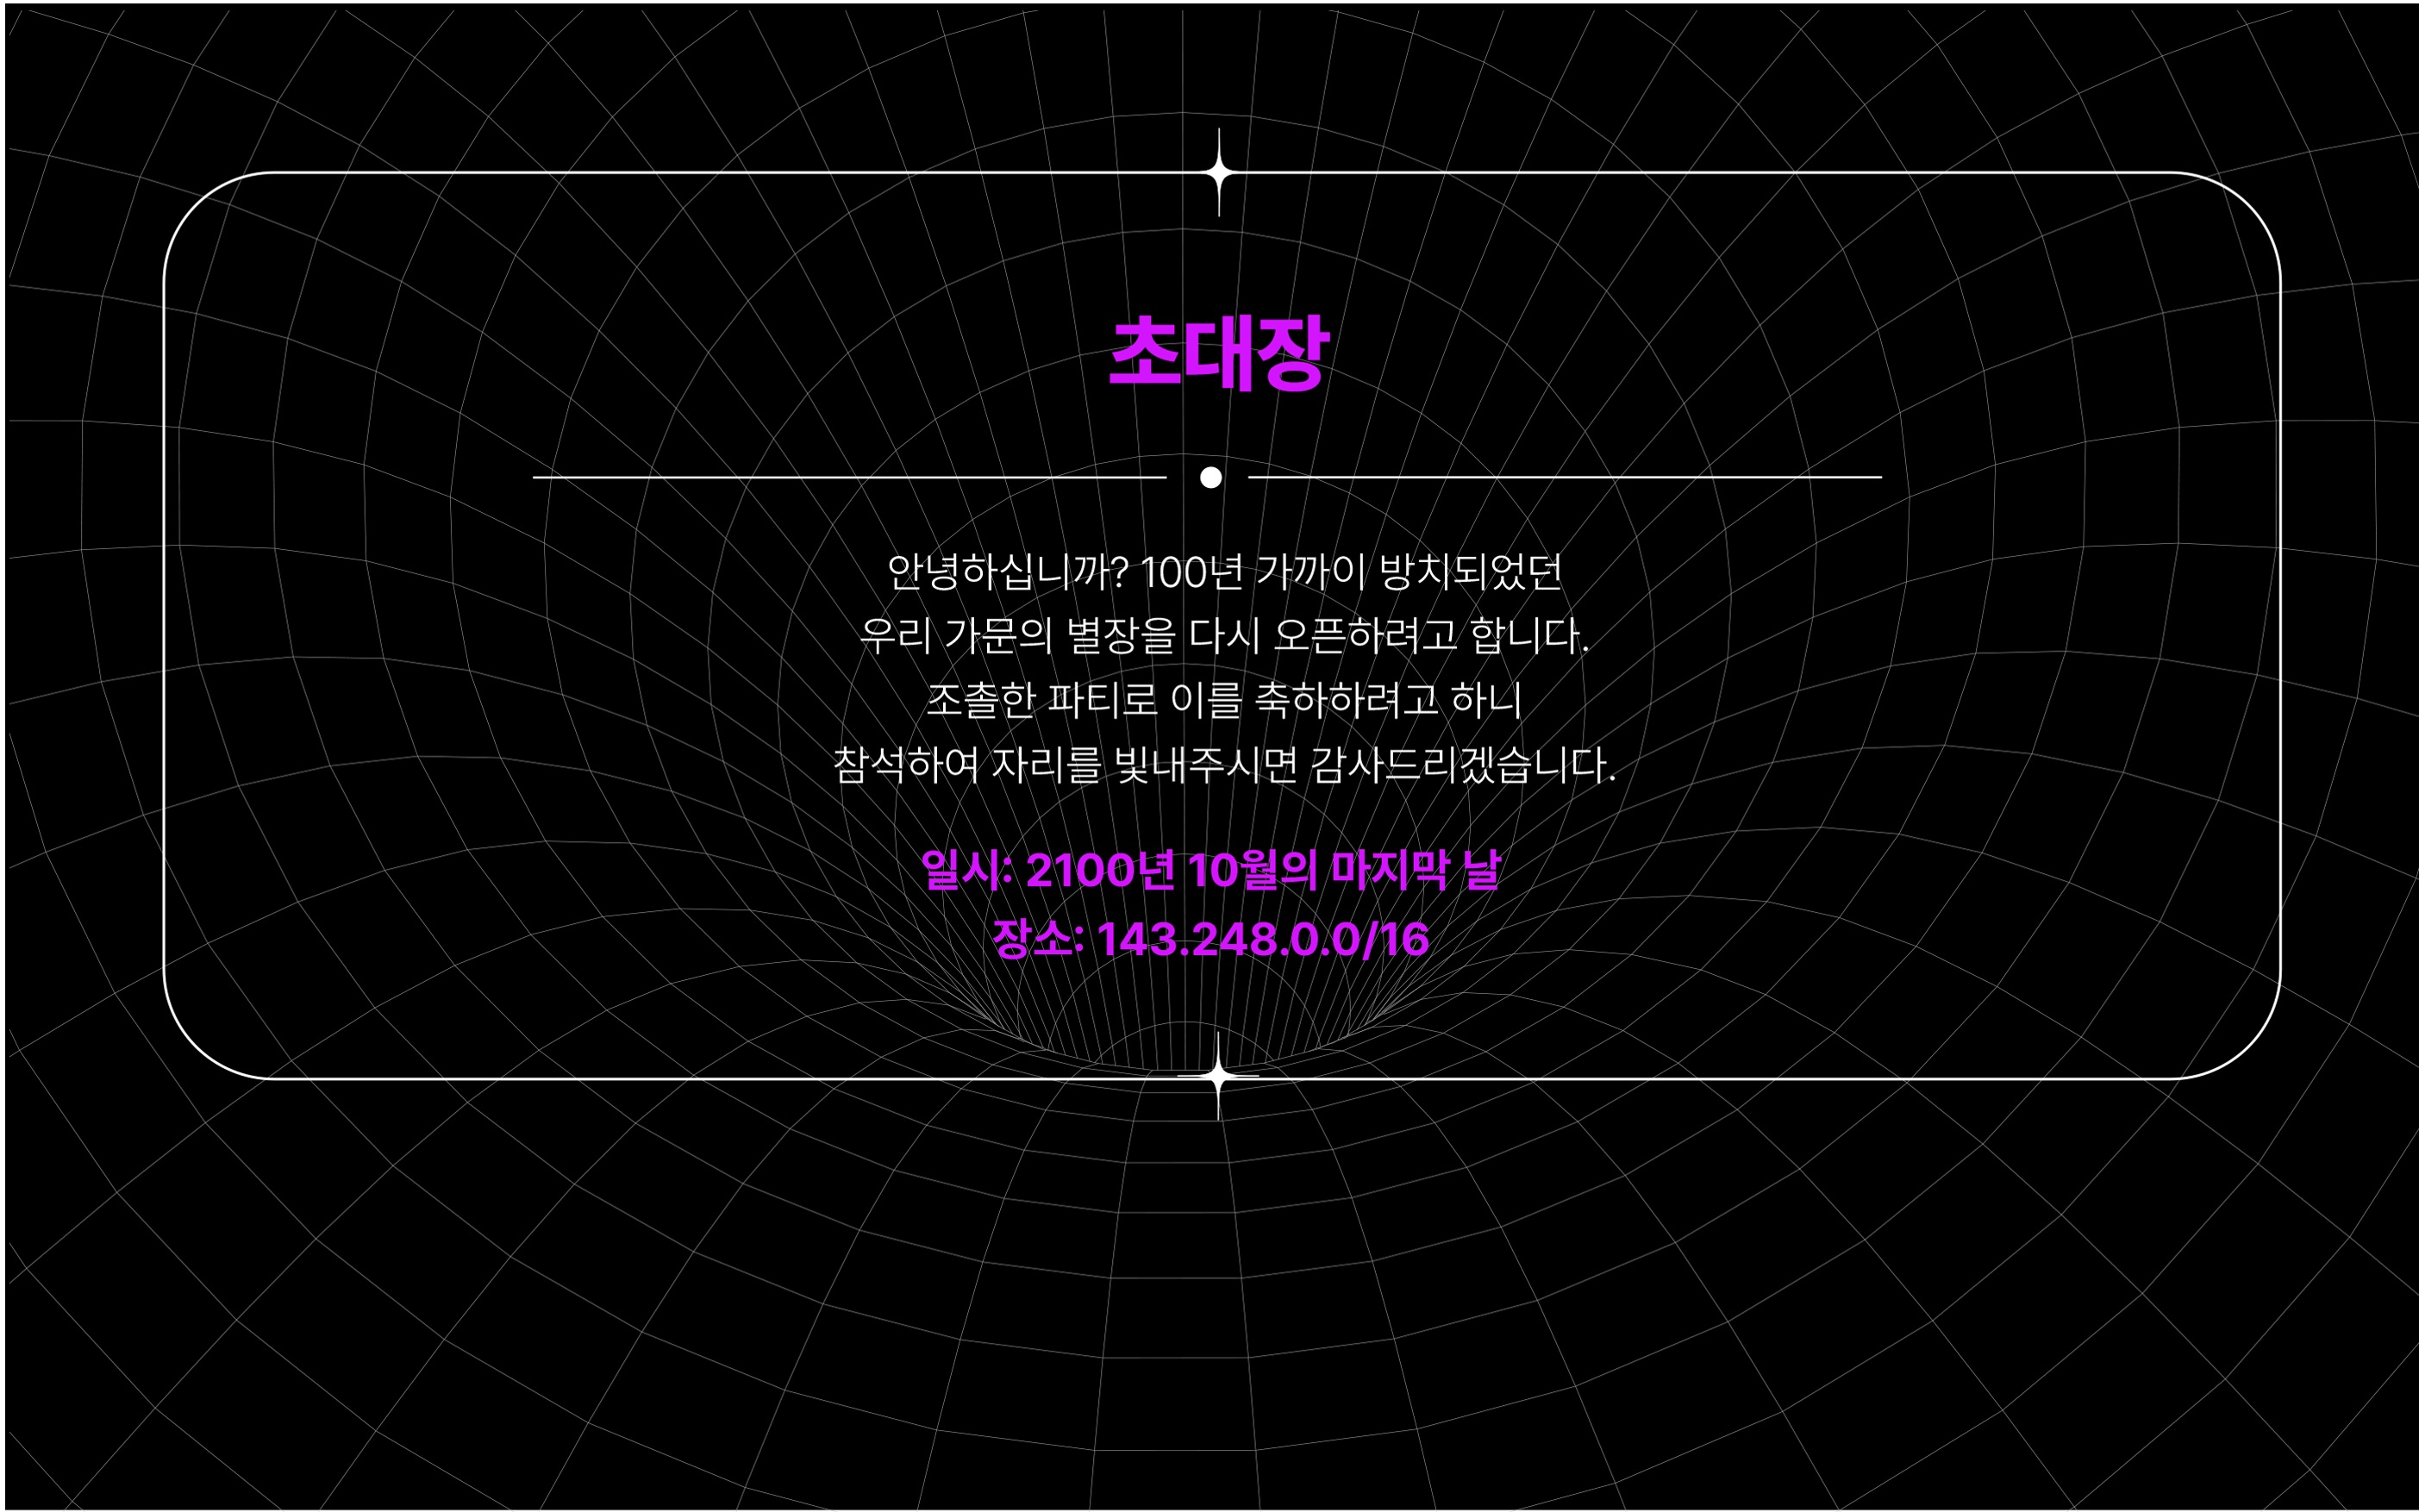 초대장
안녕하십니까? 100년 가까이 방치되었던
우리 가문의 별장을 다시 오픈하려고 합니다.
조촐한 파티로 이를 축하하려고 하니
참석하여 자리를 빛내주시면 감사드리겠습니다.
일시: 2100년 10월의 마지막 날
장소: 143.248.0.0/16